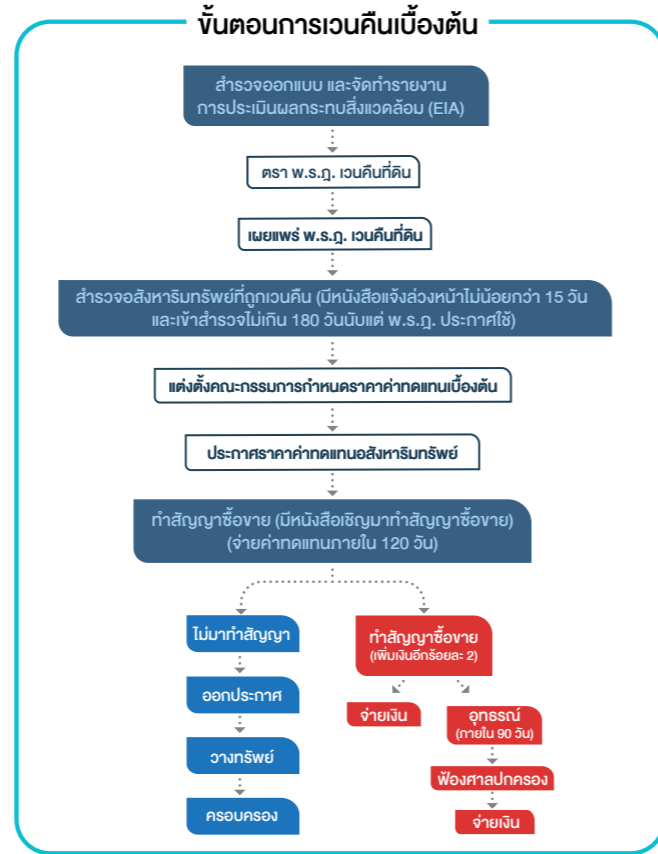 ขั้นตอนการเวนคืนเบื้องต้น
สำรวจออกแบบ และจัดทำรายงาน
การประเมินผลกระทบสิ่งแวดล้อม (EIA)
ตรา พ.ร.ฎ. เวนคืนที่ดิน
เผยแพร่ พ.ร.ฎ. เวนคืนที่ดิน
สำรวจอสังหาริมทรัพย์ที่ถูกเวนคืน (มีหนังสือแจ้งล่วงหน้าไม่น้อยกว่า 15 วัน
และเข้าสำรวจไม่เกิน 180 วันนับแต่ พ.ร.ฎ. ประกาศใช้)
แต่งตั้งคณะกรรมการกำหนดราคาค่าทดแทนเบื้องต้น
ประกาศราคาค่าทดแทนอสังหาริมทรัพย์
ทำสัญญาซื้อขาย (มีหนังสือเชิญมาทำสัญญาซื้อขาย)
(จ่ายค่าทดแทนภายใน 120 วัน)
ไม่มาทำสัญญา
ออกประกาศ
วางทรัพย์
ครอบครอง
ทำสัญญาซื้อขาย
(เพิ่มเงินอีกร้อยละ 2)
จ่ายเงิน
อุทธรณ์
(ภายใน 90 วัน)
ฟ้องศาลปกครอง
จ่ายเงิน